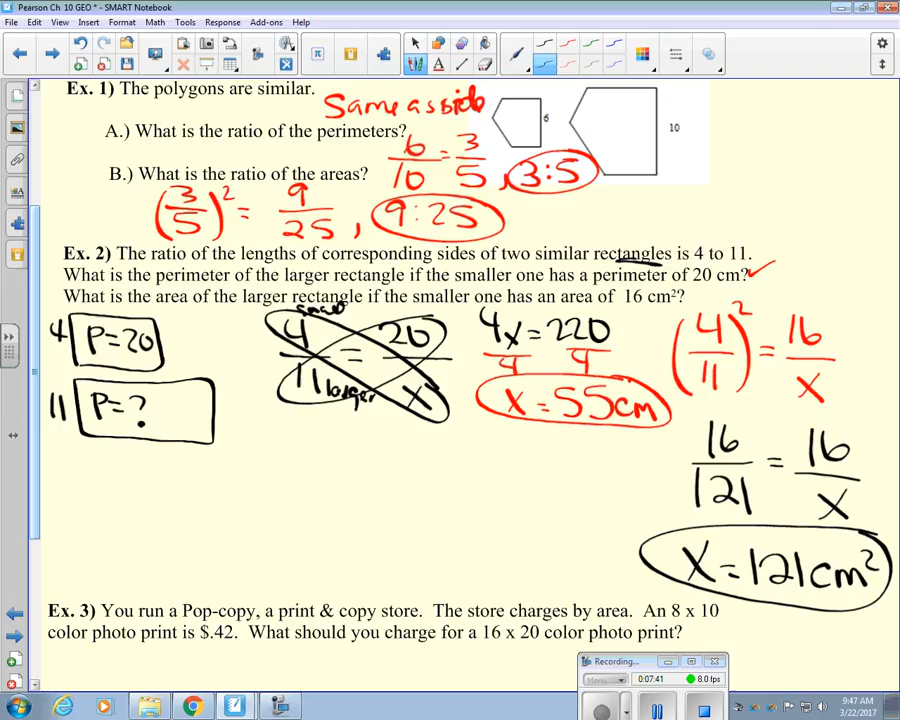 Pearson Ch 10 GEO * - SMART Notebook
File Edit View Insert Format Math Tools Response Add-ons Help
Ex. 1) The polygons are similar.
Same as side
6
10
A.) What is the ratio of the perimeters?
6/10 = 3/5, 3:5
B.) What is the ratio of the areas?
(3/5)² = 9/25, 9:25
Ex. 2) The ratio of the lengths of corresponding sides of two similar rectangles is 4 to 11.
What is the perimeter of the larger rectangle if the smaller one has a perimeter of 20 cm?
What is the area of the larger rectangle if the smaller one has an area of 16 cm²?
4 P=20
11 P=?
4/11 larger = 20/x
4x=220
4 4
x=55cm
(4/11)² = 16/x
16/121 = 16/x
x=121cm²
Ex. 3) You run a Pop-copy, a print & copy store. The store charges by area. An 8 x 10
color photo print is $.42. What should you charge for a 16 x 20 color photo print?
Recording...
Menu
0:07:41
8.0 fps
9:47 AM
3/22/2017